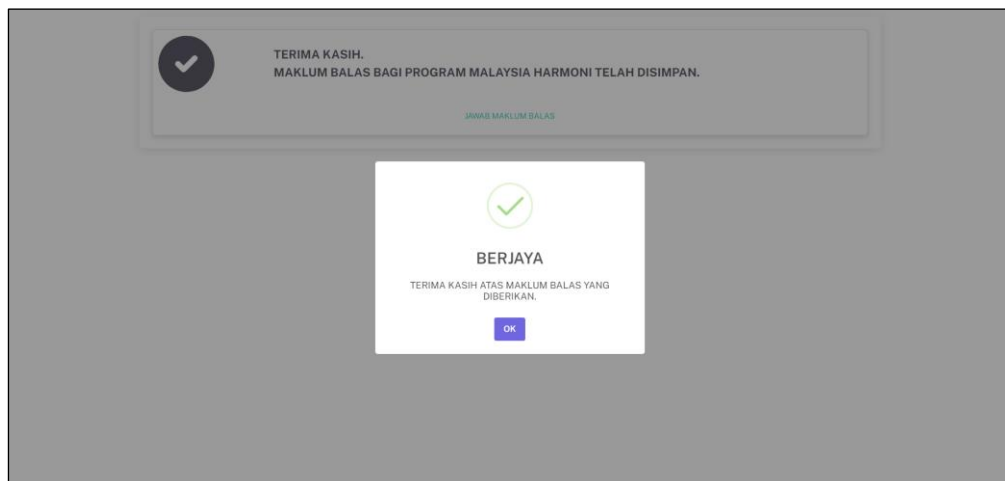 TERIMA KASIH.
MAKLUM BALAS BAGI PROGRAM MALAYSIA HARMONI TELAH DISIMPAN.
JAWAB MAKLUM BALAS
BERJAYA
TERIMA KASIH ATAS MAKLUM BALAS YANG
DIBERIKAN.
OK